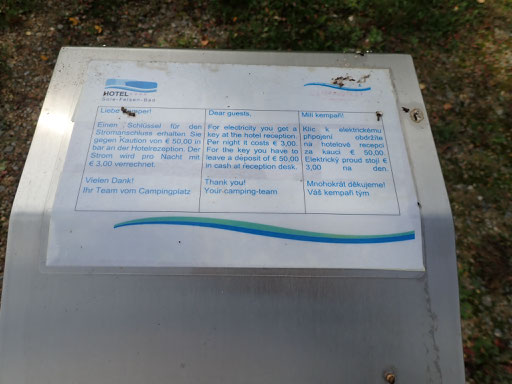 HOTEL
Sole-Felsen-Bad
Liebe Camper!
Einen Schlüssel für den
Stromanschluss erhalten Sie
gegen Kaution von € 50,00 in
bar an der Hotelrezeption. Der
Strom wird pro Nacht mit
€ 3,00 verrechnet.
Vielen Dank!
Ihr Team vom Campingplatz
Dear guests,
For electricity you get a
key at the hotel reception.
Per night it costs € 3,00.
For the key you have to
leave a deposit of € 50,00
in cash at reception desk.
Thank you!
Your camping-team
Milí kempaři!
Klíč k elektrickému
připojení obdržíte
na hotelové recepci
za kauci € 50,00.
Elektrický proud stojí €
3,00 na den.
Mnohokrát děkujeme!
Váš kempařský tým